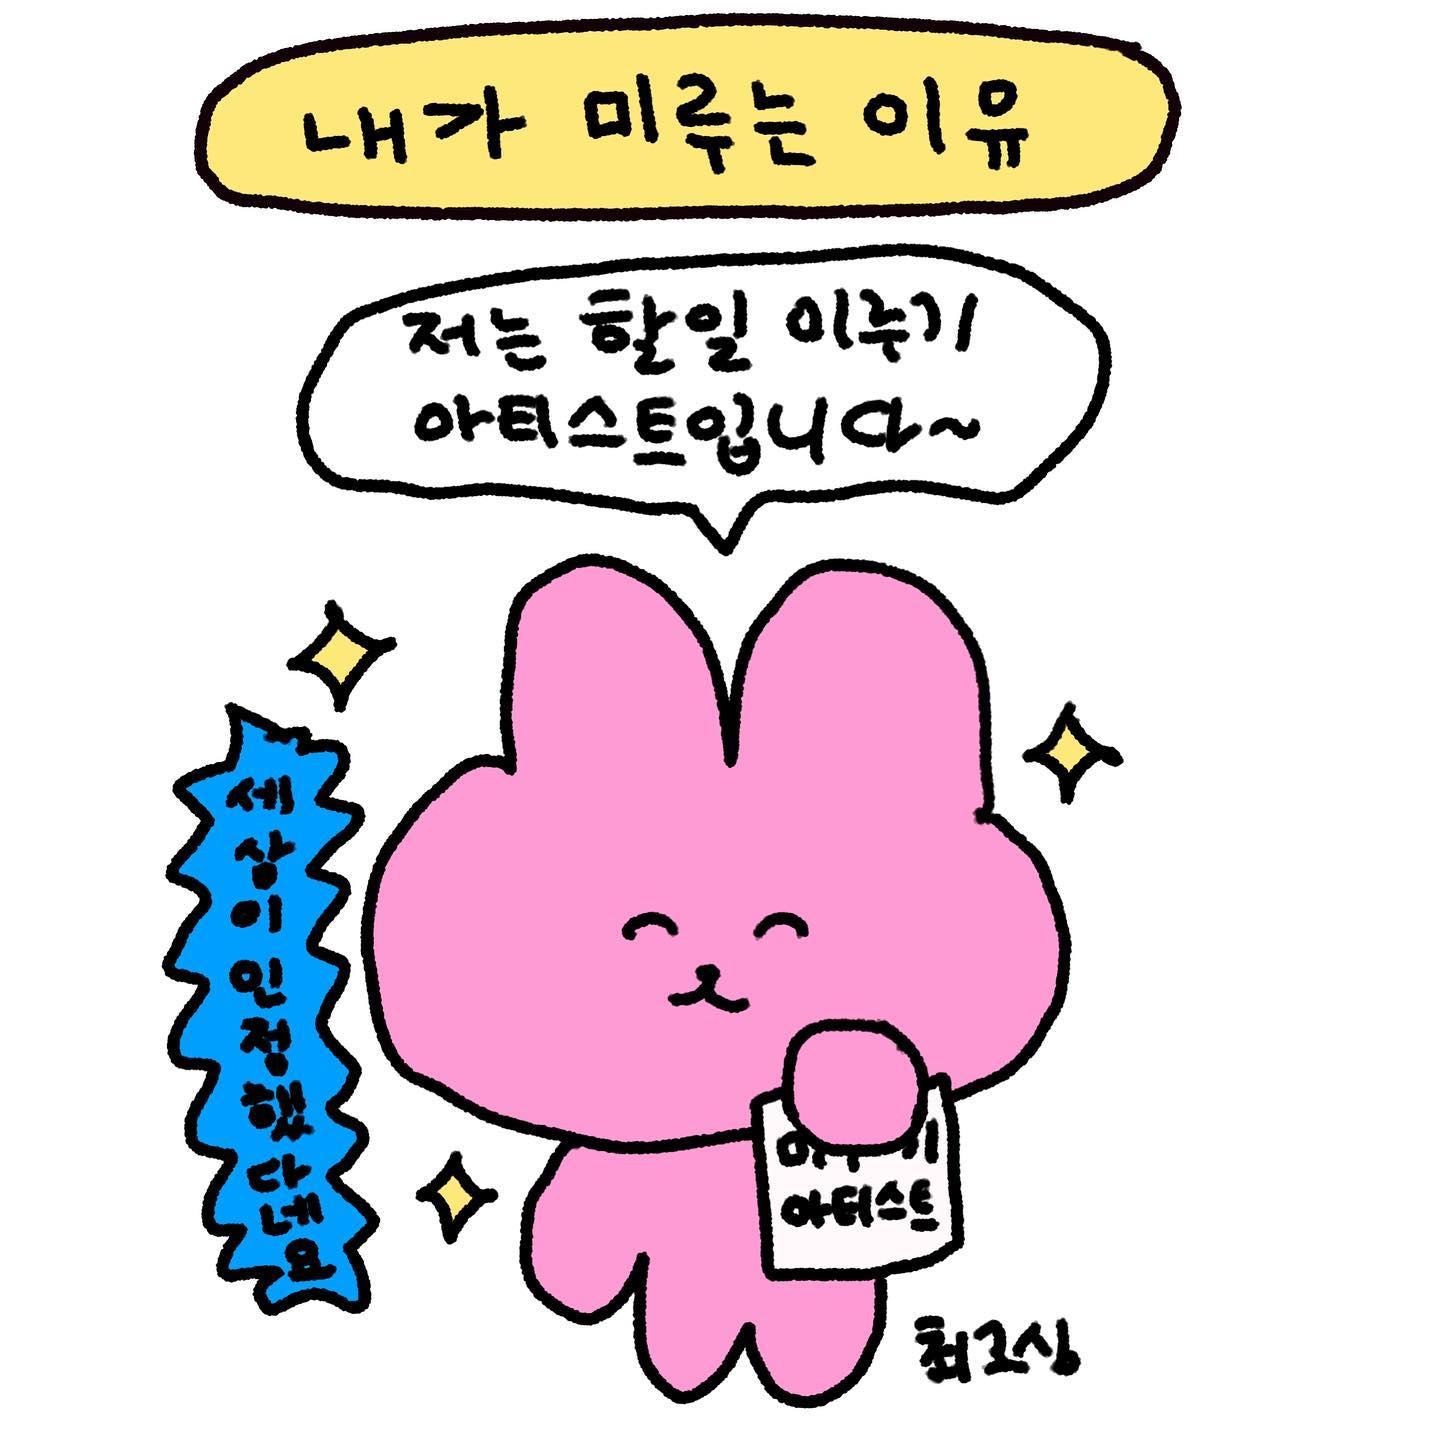 내가 미루는 이유
저는 할일 미루기
아티스트입니다~
세상이인정했다네요
아티스트
최고상